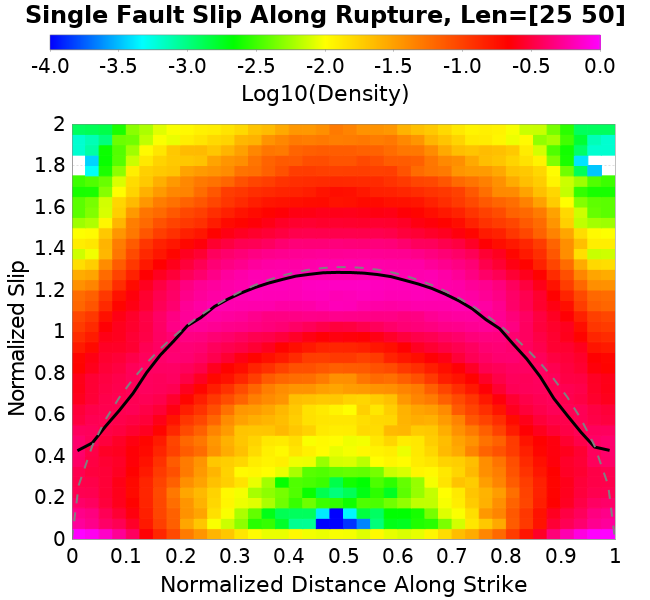 Single Fault Slip Along Rupture, Len=[25 50]
-4.0 -3.5 -3.0 -2.5 -2.0 -1.5 -1.0 -0.5 0.0
Log10(Density)
2
1.8
1.6
1.4
1.2
1
0.8
0.6
0.4
0.2
0
Normalized Slip
0 0.1 0.2 0.3 0.4 0.5 0.6 0.7 0.8 0.9 1
Normalized Distance Along Strike